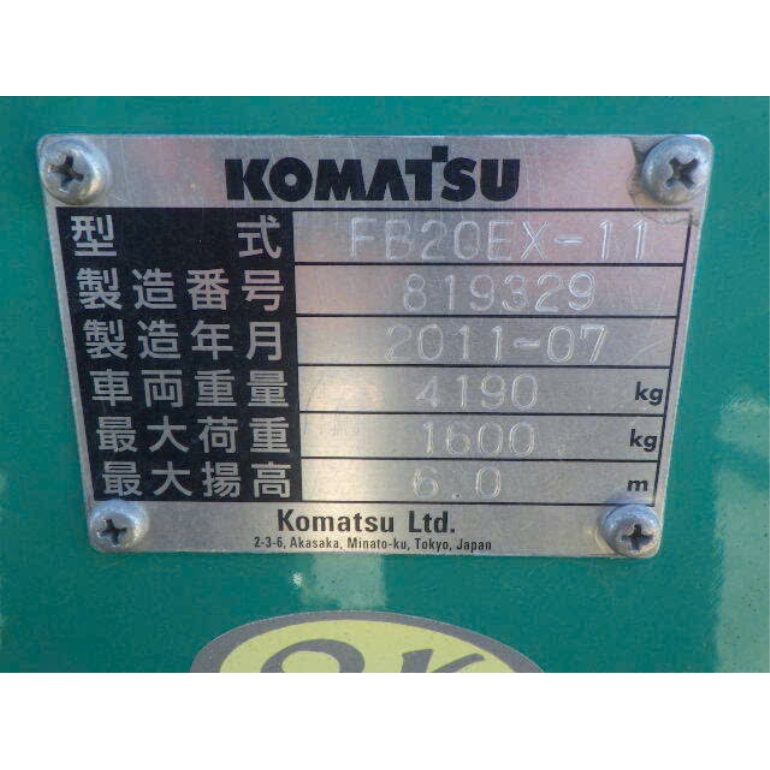 KOMATSU
型式 FB20EX-11
製造番号 819329
製造年月 2011-07
車両重量 4190 kg
最大荷重 1600 kg
最大揚高 6.0 m
Komatsu Ltd.
2-3-6, Akasaka, Minato-ku, Tokyo, Japan